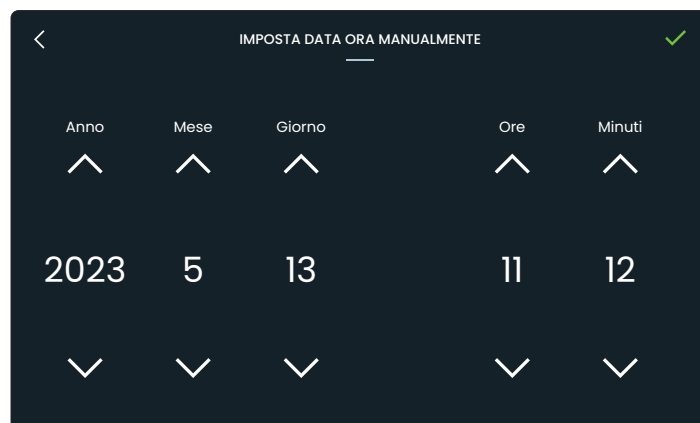 IMPOSTA DATA ORA MANUALMENTE
Anno Mese Giorno Ore Minuti
2023 5 13 11 12